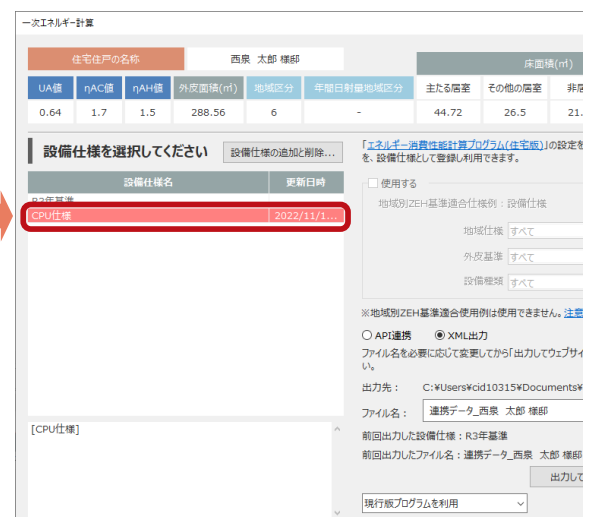 一次エネルギー計算
住宅住戸の名称 西泉 太郎 様邸 床面積(㎡)
UA値 ηAC値 ηAH値 外皮面積(㎡) 地域区分 年間日射量地域区分 主たる居室 その他の居室 非居
0.64 1.7 1.5 288.56 6 - 44.72 26.5 21.
設備仕様を選択してください 設備仕様の追加と削除...
設備仕様名 更新日時
R3年基準
CPU仕様 2022/11/1...
[CPU仕様]
「エネルギー消費性能計算プログラム(住宅版)」の設定を
を、設備仕様として登録し利用できます。
使用する
地域別ZEH基準適合仕様例：設備仕様
地域仕様 すべて
外皮基準 すべて
設備種類 すべて
※地域別ZEH基準適合使用例は使用できません。注意
API連携 XML出力
ファイル名を必要に応じて変更してから「出力してウェブサイ
い。
出力先： C:¥Users¥cid10315¥Documents¥
ファイル名： 連携データ_西泉 太郎 様邸
前回出力した設備仕様：R3年基準
前回出力したファイル名：連携データ_西泉 太郎 様邸
出力して
現行版プログラムを利用